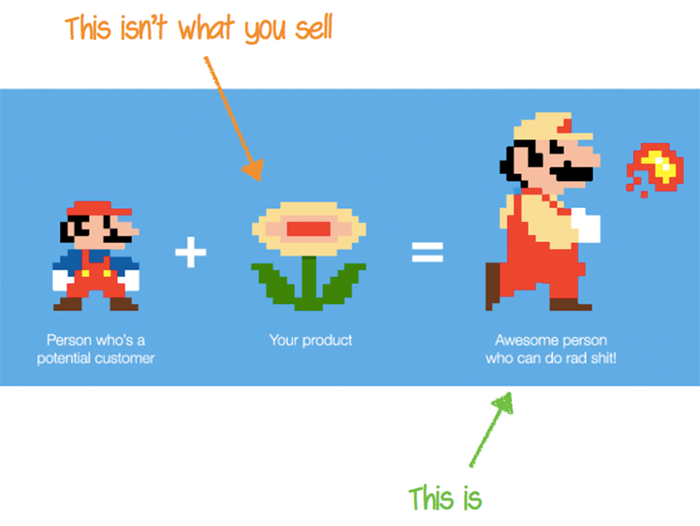 This isn't what you sell
+
=
Person who's a
potential customer
Your product
Awesome person
who can do rad shit!
This is